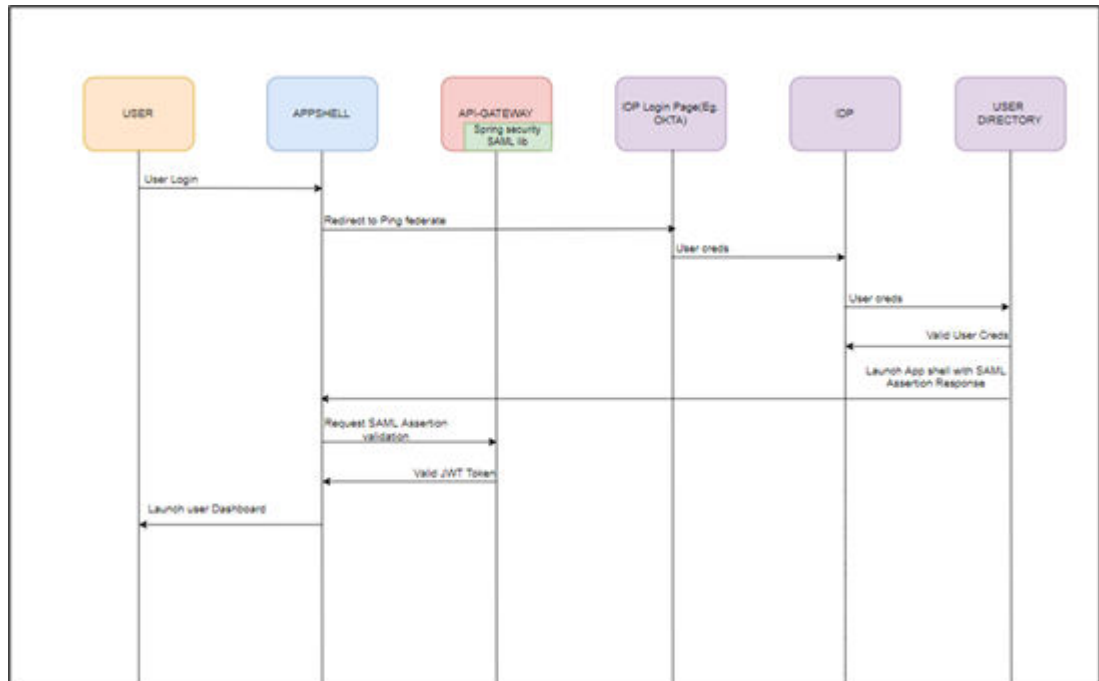 USER
APPSHELL
API-GATEWAY
Spring security
SAML lib
IDP Login Page(Eg.
OKTA)
IDP
USER
DIRECTORY
User Login
Redirect to Ping federate
User creds
User creds
Valid User Creds
Launch App shell with SAML
Assertion Response
Request SAML Assertion
validation
Valid JWT Token
Launch user Dashboard